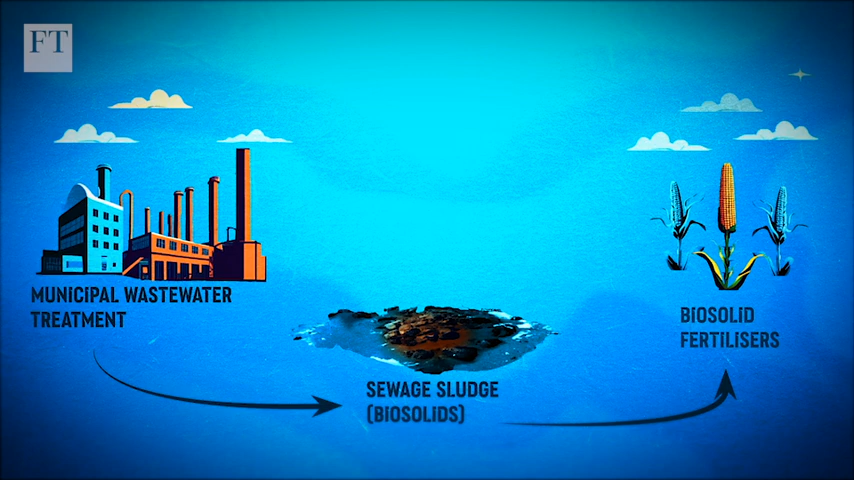 FT
MUNICIPAL WASTEWATER
TREATMENT
SEWAGE SLUDGE
(BIOSOLIDS)
BIOSOLID
FERTILISERS